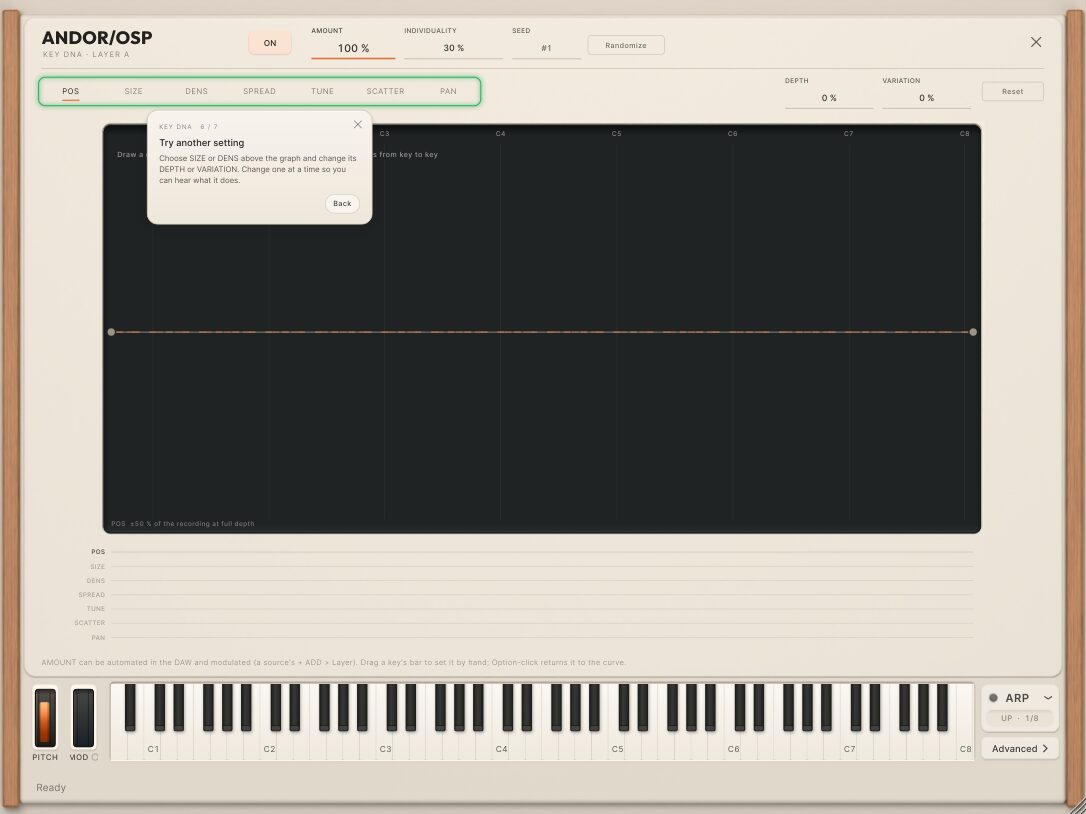 ANDOR/OSP
KEY DNA - LAYER A
ON
AMOUNT
100 %
INDIVIDUALITY
30 %
SEED
#1
Randomize
POS SIZE DENS SPREAD TUNE SCATTER PAN
DEPTH
0 %
VARIATION
0 %
Reset
C3 C4 C5 C6 C7 C8
KEY DNA 6 / 7
Try another setting
Choose SIZE or DENS above the graph and change its
DEPTH or VARIATION. Change one at a time so you
can hear what it does.
Back
Draw a
from key to key
POS ±50 % of the recording at full depth
POS
SIZE
DENS
SPREAD
TUNE
SCATTER
PAN
AMOUNT can be automated in the DAW and modulated (a source's + ADD > Layer). Drag a key's bar to set it by hand; Option-click returns it to the curve.
PITCH MOD
C1 C2 C3 C4 C5 C6 C7 C8
ARP
UP · 1/8
Advanced
Ready